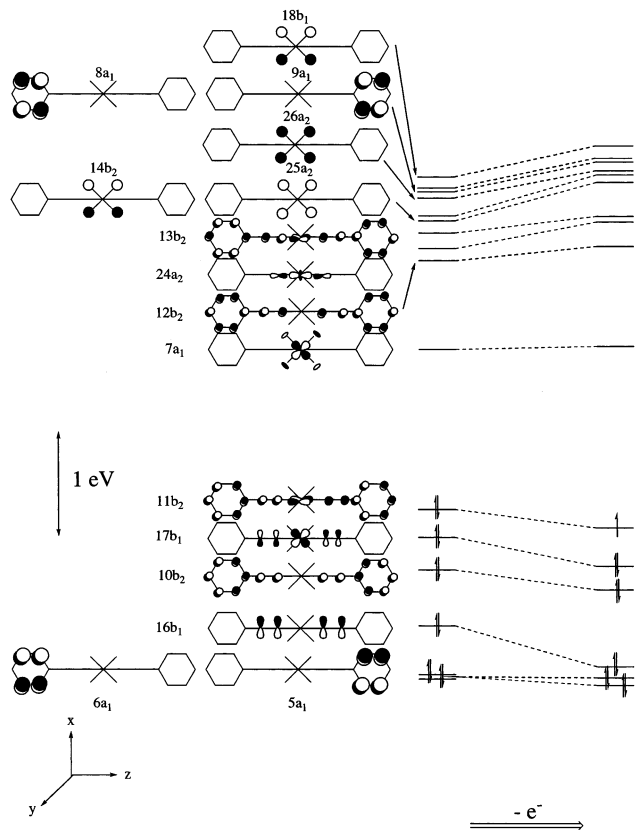 18b₁
8a₁ 9a₁
26a₂
14b₂ 25a₂
13b₂
24a₂
12b₂
7a₁
1 eV
11b₂
17b₁
10b₂
16b₁
6a₁ 5a₁
x
z
y
- e⁻